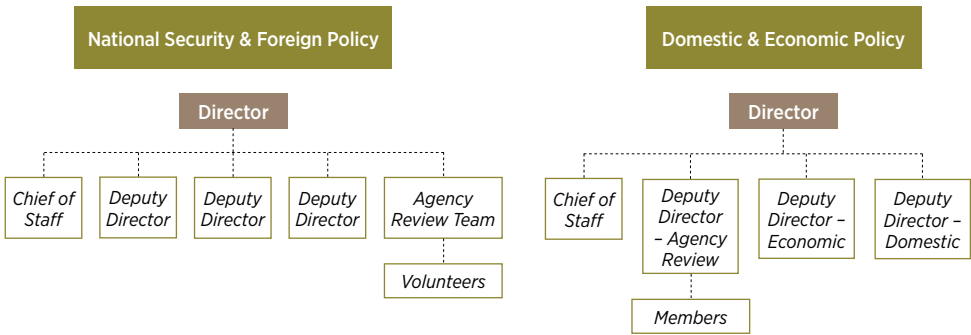 National Security & Foreign Policy
Director
Chief of
Staff
Deputy
Director
Deputy
Director
Deputy
Director
Agency
Review Team
Volunteers
Domestic & Economic Policy
Director
Chief of
Staff
Deputy
Director
– Agency
Review
Members
Deputy
Director –
Economic
Deputy
Director –
Domestic